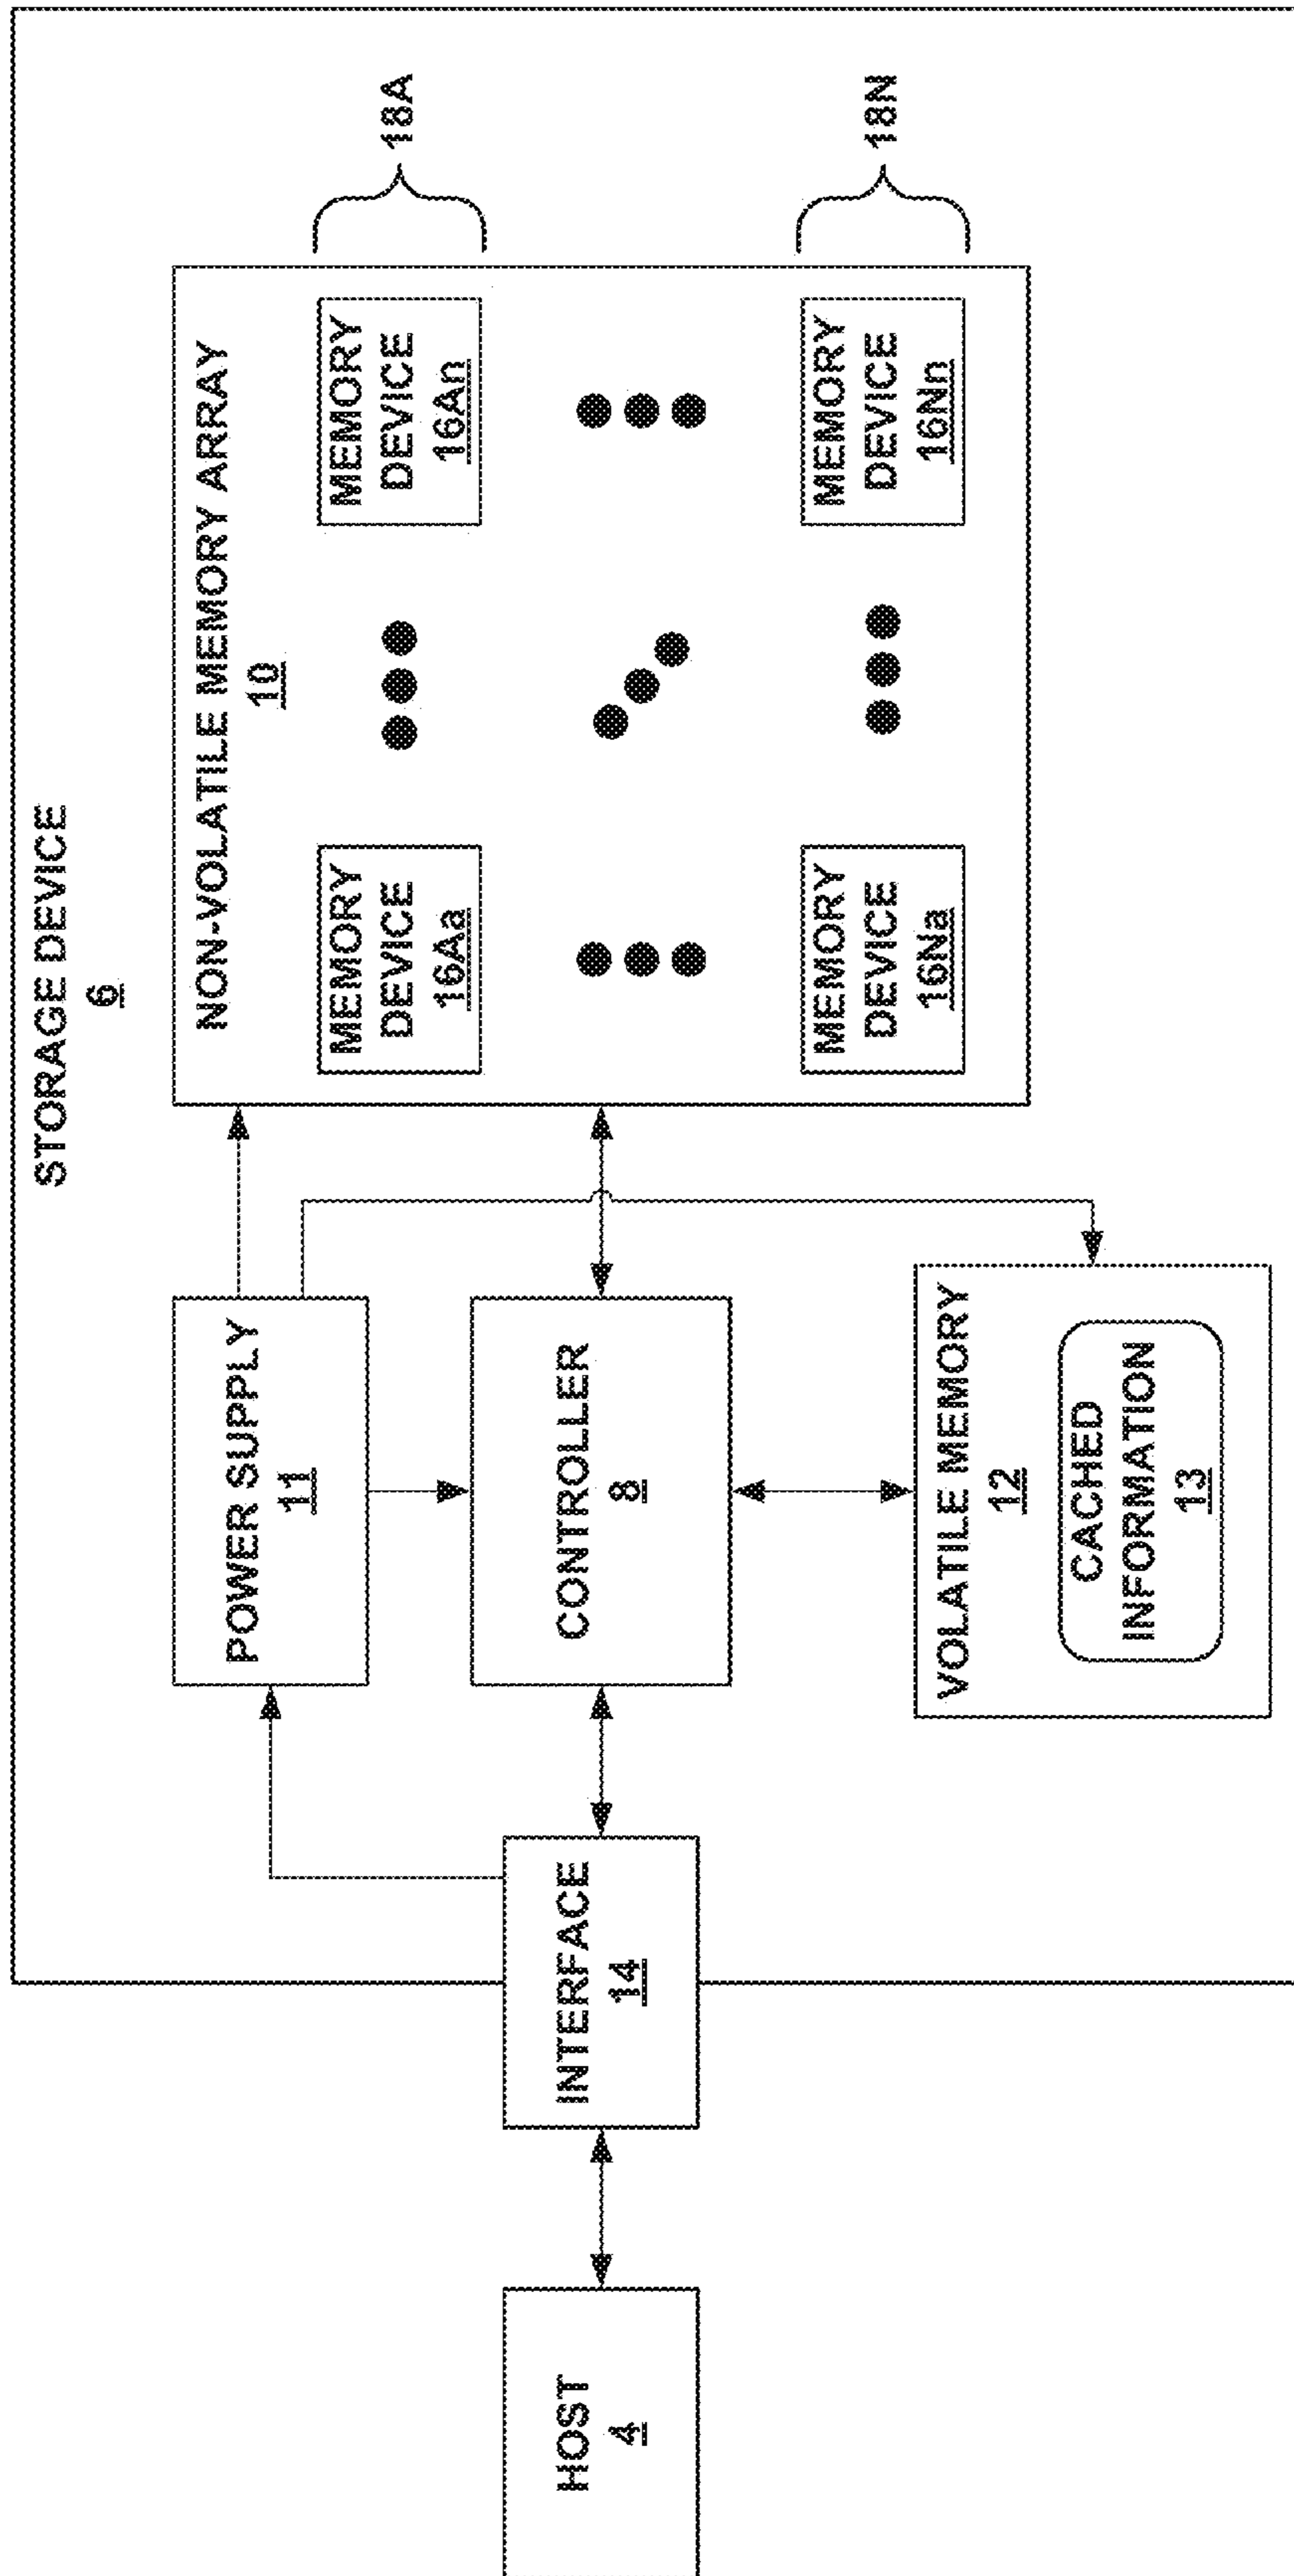 STORAGE DEVICE
6
HOST
4
INTERFACE
14
POWER SUPPLY
11
CONTROLLER
8
VOLATILE MEMORY
12
CACHED
INFORMATION
13
NON-VOLATILE MEMORY ARRAY
10
MEMORY
DEVICE
16Aa
MEMORY
DEVICE
16An
18A
MEMORY
DEVICE
16Na
MEMORY
DEVICE
16Nn
18N